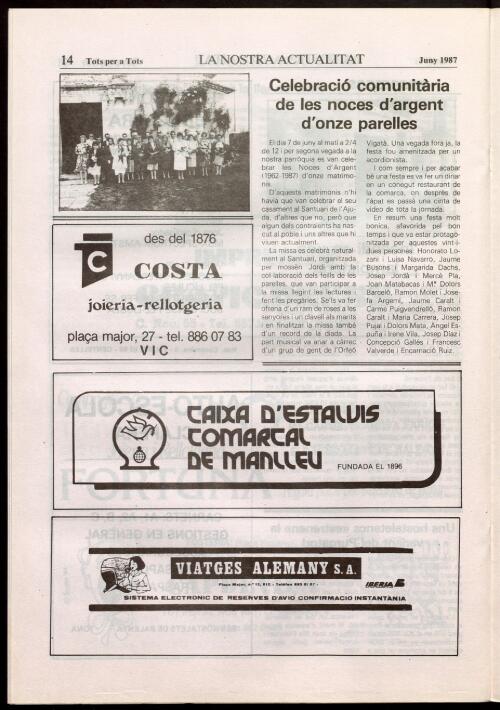 14 Tots per a Tots LA NOSTRA ACTUALITAT Juny 1987
Celebració comunitària
de les noces d'argent
d'onze parelles
El dia 7 de juny al matí a 2/4
de 12 i per segona vegada a la
nostra parròquia es van cele-
brar les Noces d'Argent
(1962-1987) d'onze matrimo-
nis.
D'aquests matrimonis n'hi
havia que van celebrar el seu
casament al Santuari de l'Aju-
da, d'altres que no, però que
algun dels contraients ha nas-
cut al poble i uns altres que hi
viuen actualment.
La missa es celebrà natural-
ment al Santuari, organitzada
per mossèn Jordi amb la
col·laboració dels fills de les
parelles, que van participar a
la missa llegint les lectures i
fent les pregàries. Se'ls va fer
ofrena d'un ram de roses a les
senyores i un clavell als marits
i en finalitzar la missa també
d'un record de la diada. La
part musical va anar a càrrec
d'un grup de gent de l'Orfeó
Vigatà. Una vegada fora ja, la
festa fou amenitzada per un
acordionista.
I com sempre i per acabar
bé una festa es va fer un dinar
en un conegut restaurant de
la comarca, on després de
l'àpat es passà una cinta de
vídeo de tota la jornada.
En resum una festa molt
bonica, afavorida pel bon
temps i que va estar protago-
nitzada per aquestes vint-i-
dues persones: Honorato Lo-
zani i Luisa Navarro, Jaume
Busons i Margarida Dachs,
Josep Jordà i Mercè Pla,
Joan Matabacas i Mª Dolors
Barceló, Ramon Molet i Jose-
fa Argemí, Jaume Caralt i
Carme Puigvendrelló, Ramon
Caralt i Maria Carrera, Josep
Pujal i Dolors Mata, Àngel Es-
puña i Irene Vila, Josep Díaz i
Concepció Galles i Francesc
Valverde i Encarnació Ruiz.
des del 1876
C COSTA
joieria-rellotgeria
plaça major, 27 - tel. 886 07 83
VIC
CAIXA D'ESTALVIS
COMARCAL
DE MANLLEU FUNDADA EL 1896
VIATGES ALEMANY S.A.
IBERIA
SISTEMA ELECTRONIC DE RESERVES D'AVIO CONFIRMACIO INSTANTÀNIA